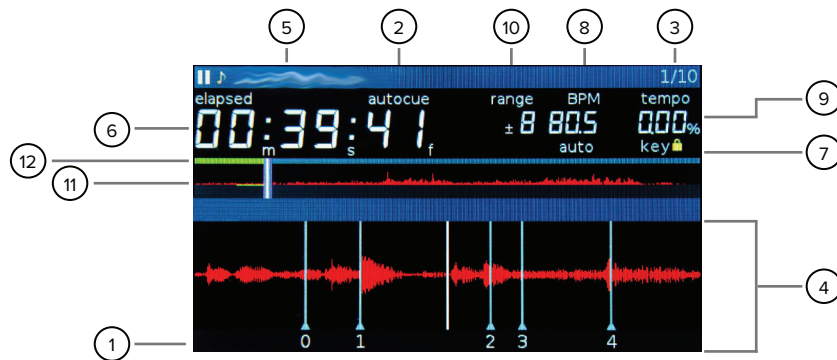 5 2 10 8 3
1/10
elapsed autocue range BPM tempo
6 00:39:41 ± 8 80.5 0.00% 9
m s f auto key 7
12
11
4
1 0 1 2 3 4